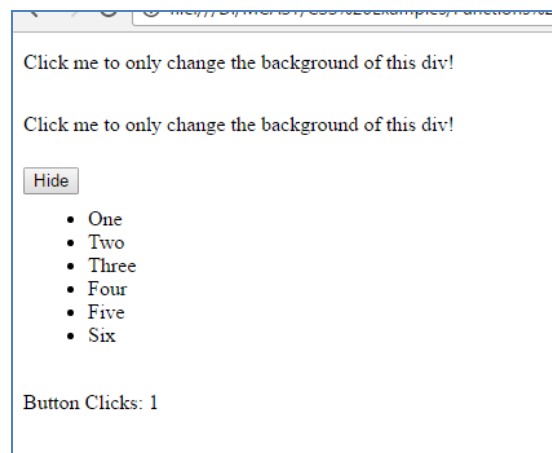 Click me to only change the background of this div!
Click me to only change the background of this div!
Hide
One
Two
Three
Four
Five
Six
Button Clicks: 1